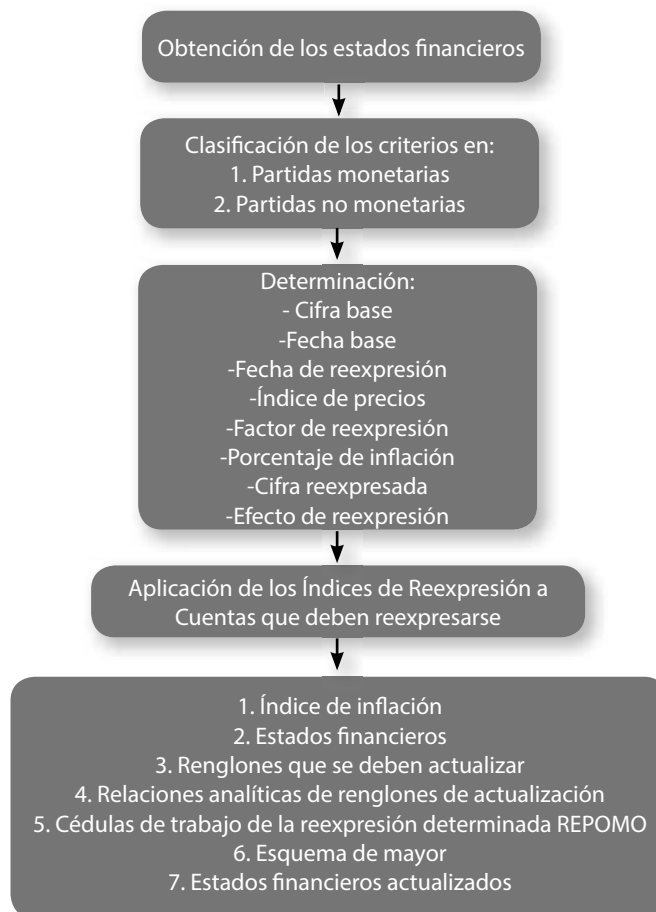 Obtención de los estados financieros
Clasificación de los criterios en:
1. Partidas monetarias
2. Partidas no monetarias
Determinación:
- Cifra base
-Fecha base
-Fecha de reexpresión
-Índice de precios
-Factor de reexpresión
-Porcentaje de inflación
-Cifra reexpresada
-Efecto de reexpresión
Aplicación de los Índices de Reexpresión a
Cuentas que deben reexpresarse
1. Índice de inflación
2. Estados financieros
3. Renglones que se deben actualizar
4. Relaciones analíticas de renglones de actualización
5. Cédulas de trabajo de la reexpresión determinada REPOMO
6. Esquema de mayor
7. Estados financieros actualizados